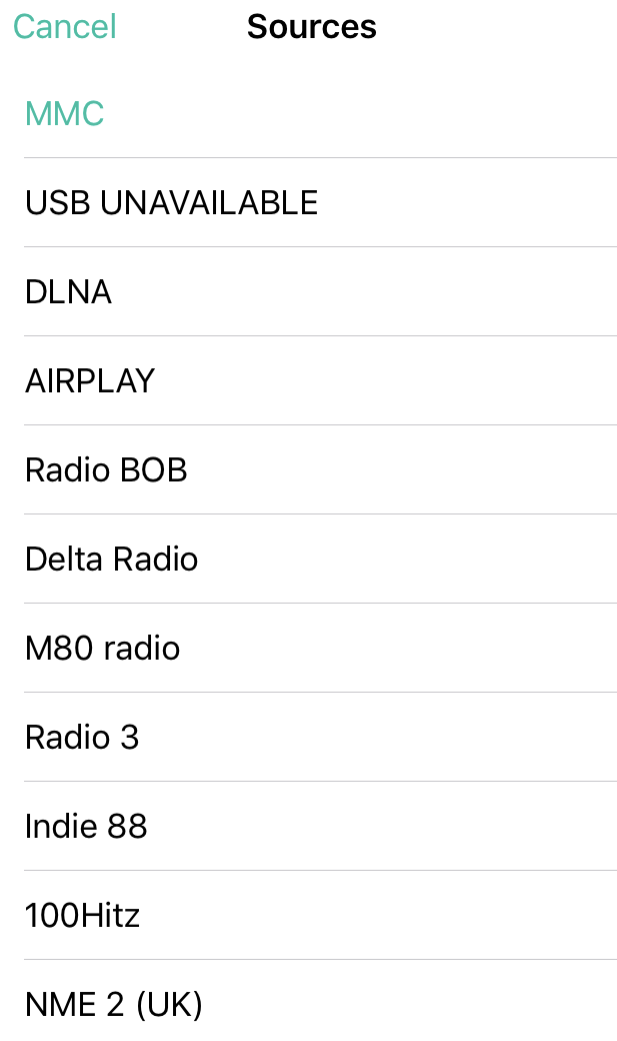 Cancel Sources
MMC
USB UNAVAILABLE
DLNA
AIRPLAY
Radio BOB
Delta Radio
M80 radio
Radio 3
Indie 88
100Hitz
NME 2 (UK)